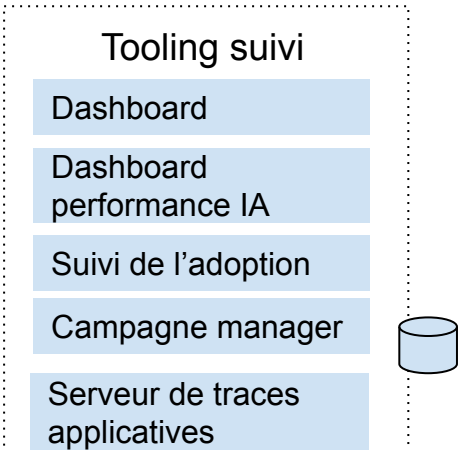 Tooling suivi
Dashboard
Dashboard
performance IA
Suivi de l’adoption
Campagne manager
Serveur de traces
applicatives